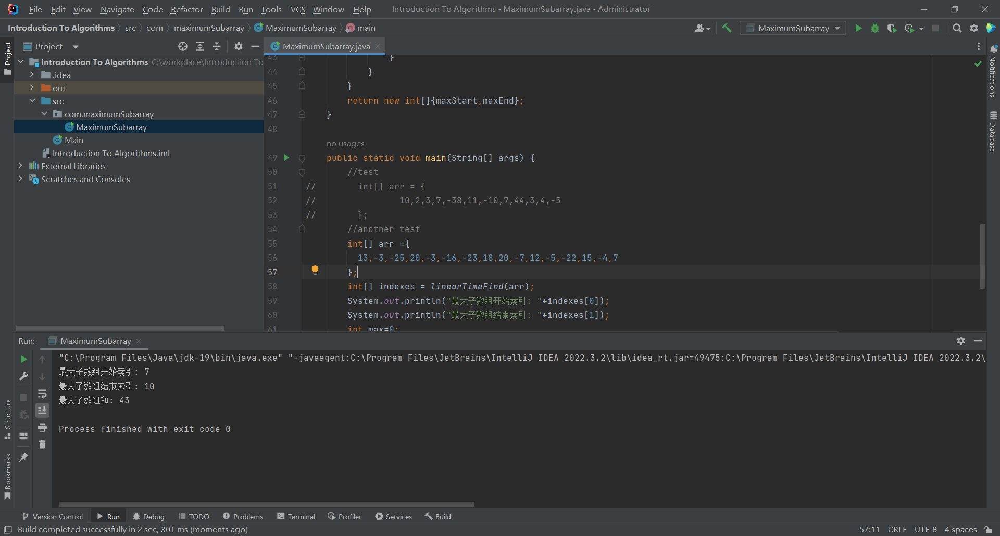 File Edit View Navigate Code Refactor Build Run Tools VCS Window Help Introduction To Algorithms - MaximumSubarray.java - Administrator
Introduction To Algorithms src com maximumSubarray MaximumSubarray main
MaximumSubarray
Project
Project
MaximumSubarray.java
Introduction To Algorithms C:\workplace\Introduction To
.idea
out
src
com.maximumSubarray
MaximumSubarray
Main
Introduction To Algorithms.iml
External Libraries
Scratches and Consoles
43 }
44 }
45 }
46 return new int[]{maxStart,maxEnd};
47 }
48
no usages
49 public static void main(String[] args) {
50 //test
51 // int[] arr = {
52 // 10,2,3,7,-38,11,-10,7,44,3,4,-5
53 // };
54 //another test
55 int[] arr ={
56 13,-3,-25,20,-3,-16,-23,18,20,-7,12,-5,-22,15,-4,7
57 };
58 int[] indexes = linearTimeFind(arr);
59 System.out.println("最大子数组开始索引: "+indexes[0]);
60 System.out.println("最大子数组结束索引: "+indexes[1]);
61 int max=0;
Notifications
Database
Run: MaximumSubarray
"C:\Program Files\Java\jdk-19\bin\java.exe" "-javaagent:C:\Program Files\JetBrains\IntelliJ IDEA 2022.3.2\lib\idea_rt.jar=49475:C:\Program Files\JetBrains\IntelliJ IDEA 2022.3.2\
最大子数组开始索引: 7
最大子数组结束索引: 10
最大子数组和: 43
Process finished with exit code 0
Structure
Bookmarks
Version Control Run Debug TODO Problems Terminal Profiler Services Build
Build completed successfully in 2 sec, 301 ms (moments ago) 57:11 CRLF UTF-8 4 spaces